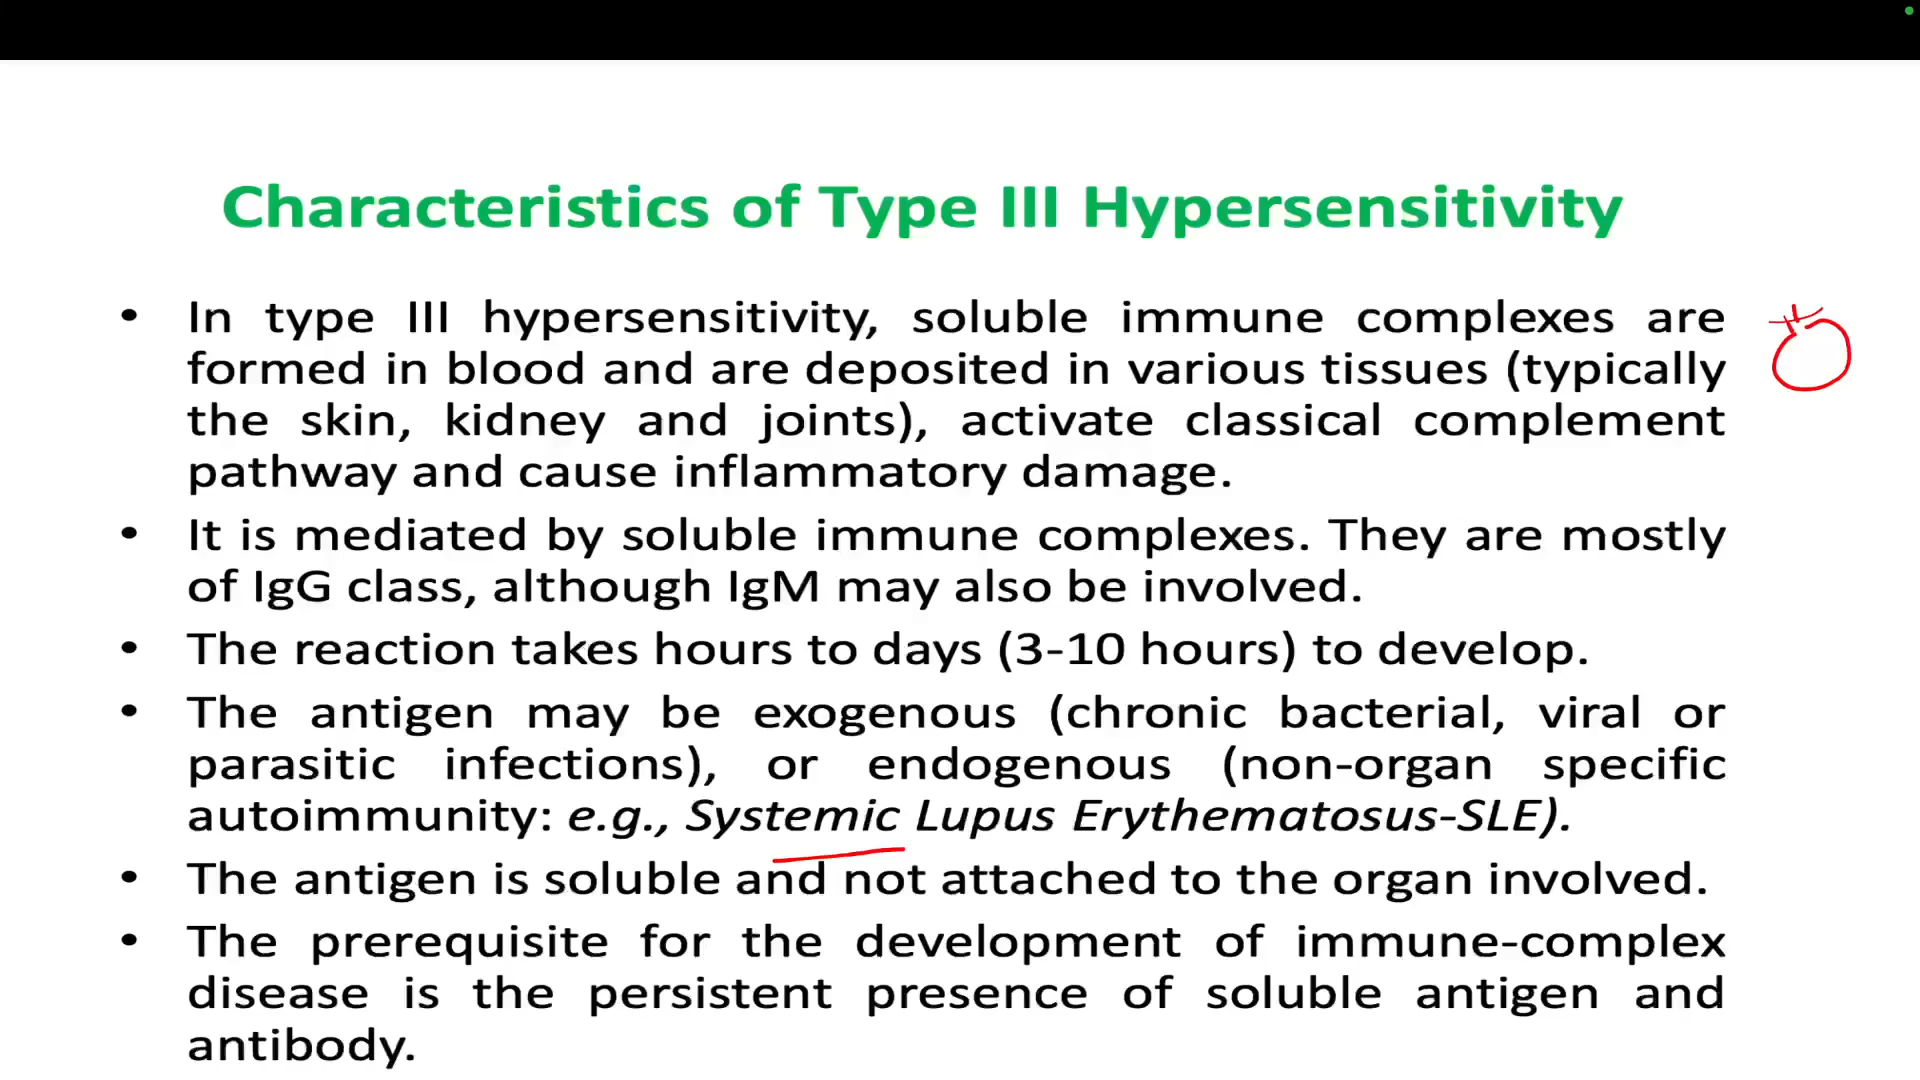 Characteristics of Type III Hypersensitivity
• In type III hypersensitivity, soluble immune complexes are
formed in blood and are deposited in various tissues (typically
the skin, kidney and joints), activate classical complement
pathway and cause inflammatory damage.
• It is mediated by soluble immune complexes. They are mostly
of IgG class, although IgM may also be involved.
• The reaction takes hours to days (3-10 hours) to develop.
• The antigen may be exogenous (chronic bacterial, viral or
parasitic infections), or endogenous (non-organ specific
autoimmunity: e.g., Systemic Lupus Erythematosus-SLE).
• The antigen is soluble and not attached to the organ involved.
• The prerequisite for the development of immune-complex
disease is the persistent presence of soluble antigen and
antibody.